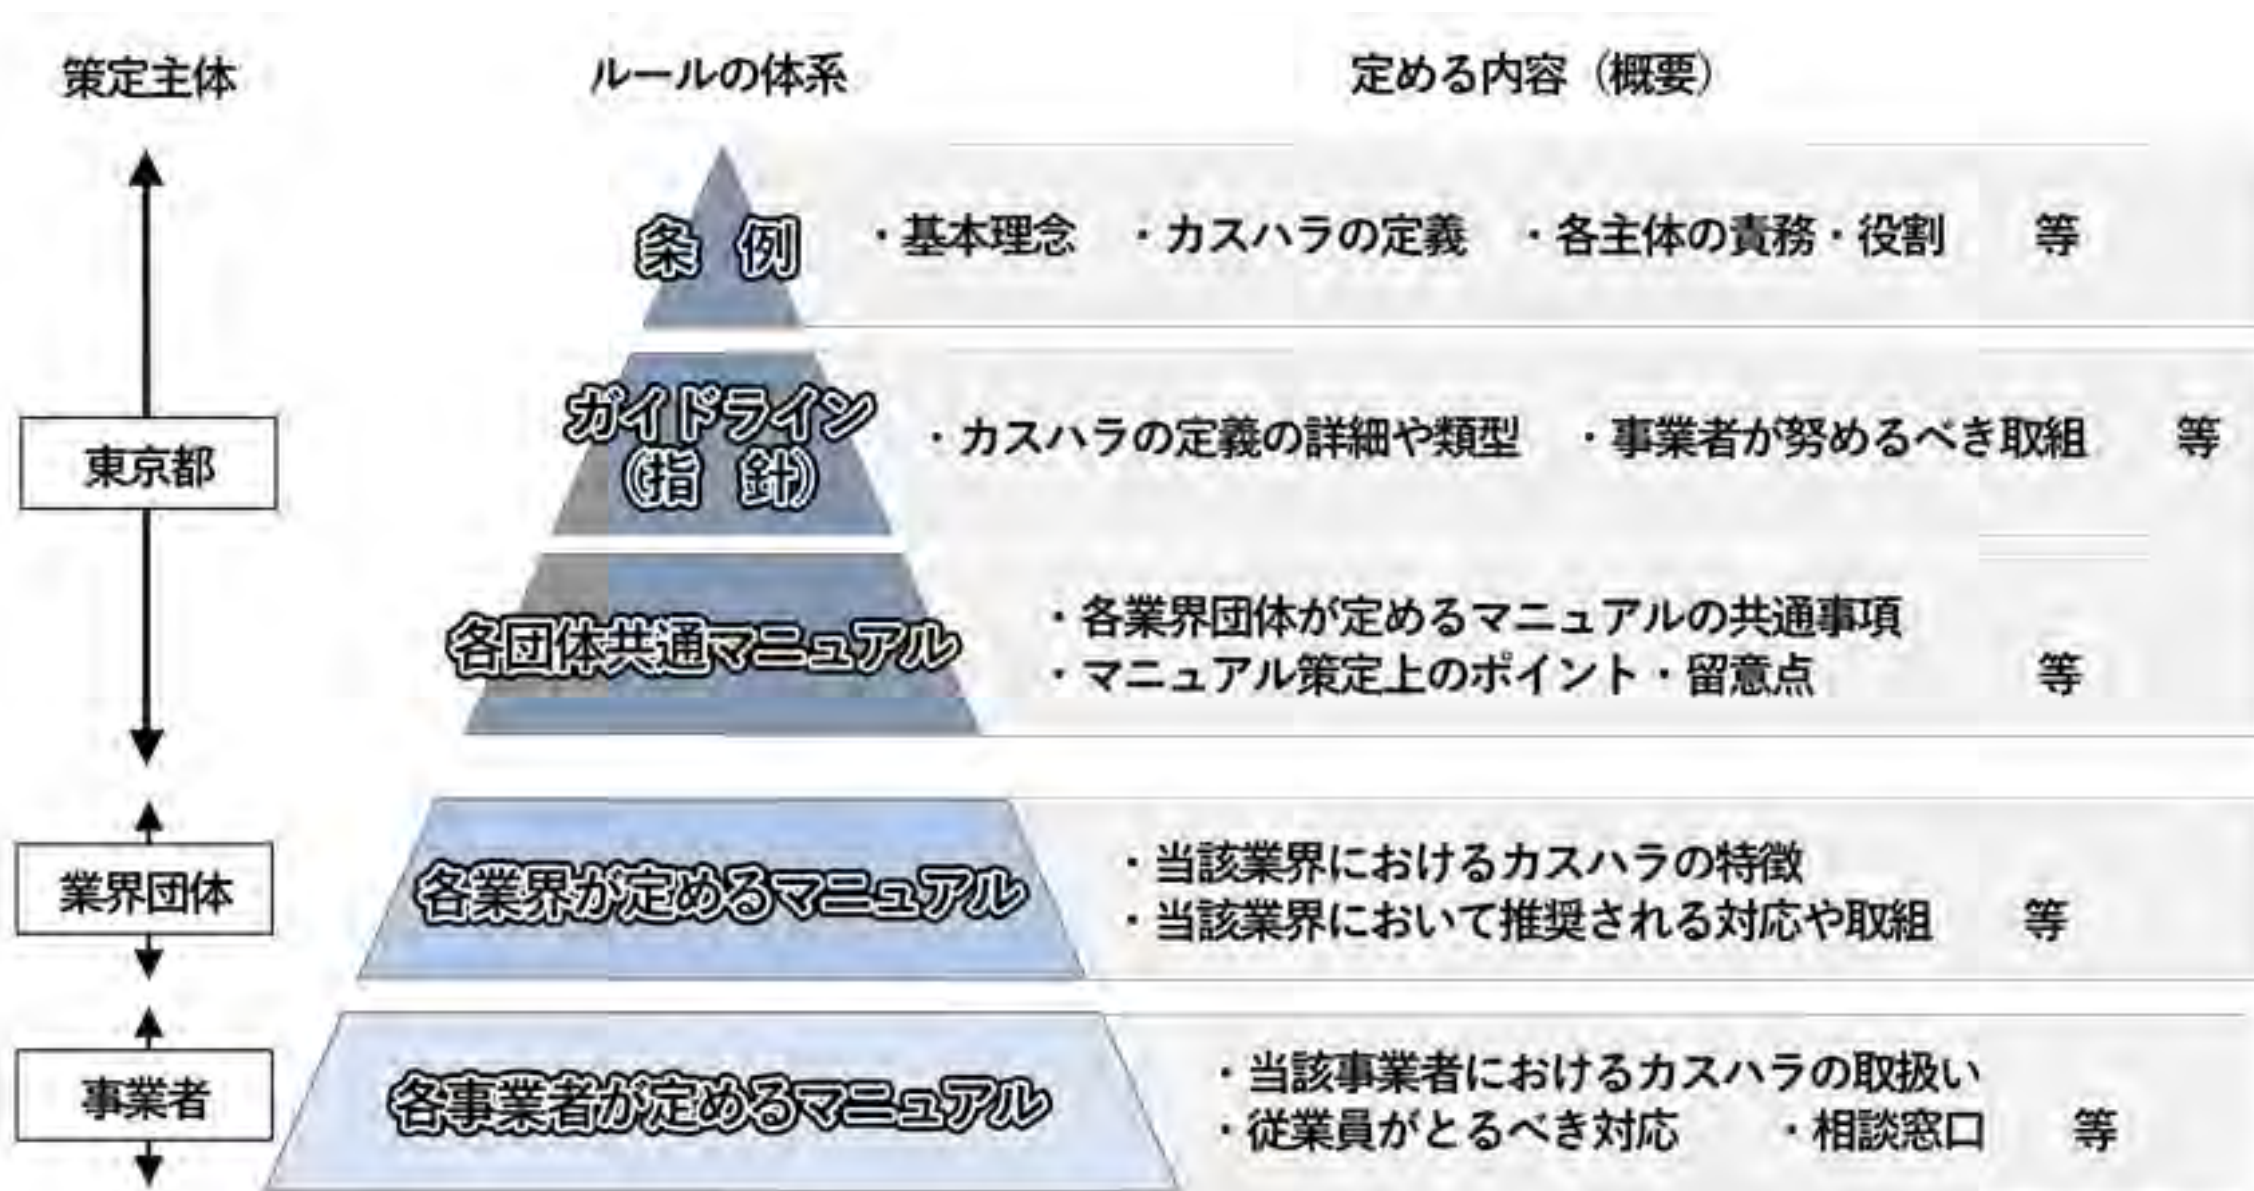 策定主体 ルールの体系 定める内容（概要）
条 例 ・基本理念 ・カスハラの定義 ・各主体の責務・役割 等
東京都
ガイドライン
（指 針）
・カスハラの定義の詳細や類型 ・事業者が努めるべき取組 等
各団体共通マニュアル
・各業界団体が定めるマニュアルの共通事項
・マニュアル策定上のポイント・留意点 等
業界団体
各業界が定めるマニュアル
・当該業界におけるカスハラの特徴
・当該業界において推奨される対応や取組 等
事業者
各事業者が定めるマニュアル
・当該事業者におけるカスハラの取扱い
・従業員がとるべき対応 ・相談窓口 等